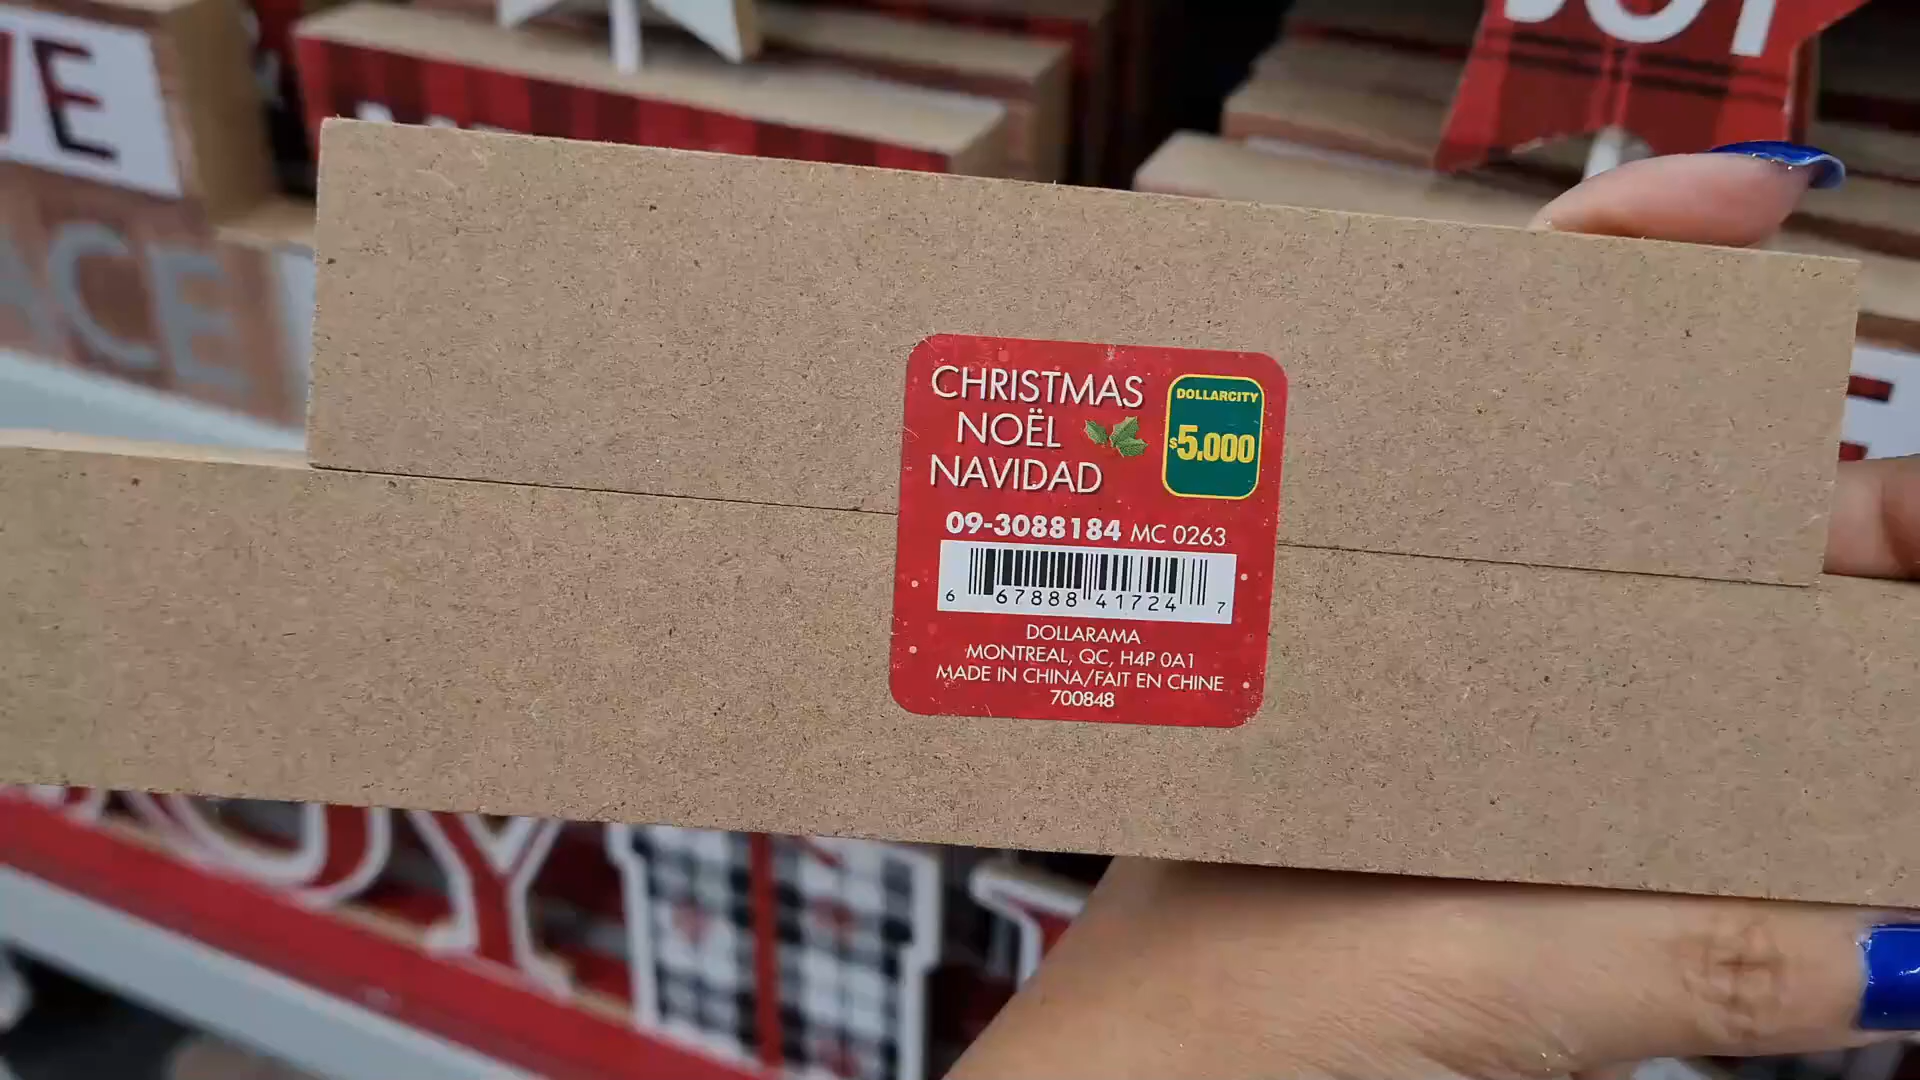 JOY
CHRISTMAS
NOËL
NAVIDAD
DOLLARCITY
$5.000
09-3088184 MC 0263
6 67888 41724 7
DOLLARAMA
MONTREAL, QC, H4P 0A1
MADE IN CHINA/FAIT EN CHINE
700848